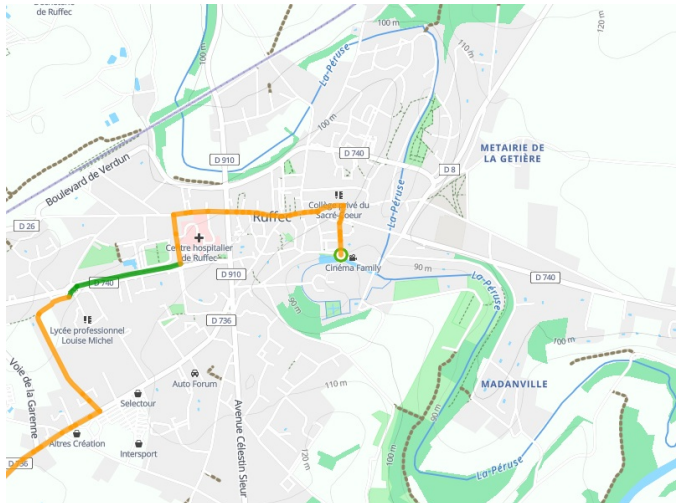 de Ruffec
100 m
100 m
La-Péruse
110 m
120 m
100 m
100 m
METAIRIE DE
LA GETIÈRE
D 910
D 740
D 8
Boulevard de Verdun
Collège privé du
Sacré-Coeur
La-Péruse
D 26
Ruffec
Centre hospitalier
de Ruffec
Cinéma Family
90 m
D 910
D 740
La-Péruse
D 740
90 m
D 736
Lycée professionnel
Louise Michel
100 m
Voie de la Garenne
Auto Forum
110 m
MADANVILLE
Selectour
Avenue Célestin Sieur
90 m
Aîtres Création
Intersport
100 m
120 m
La-Péruse
D 736